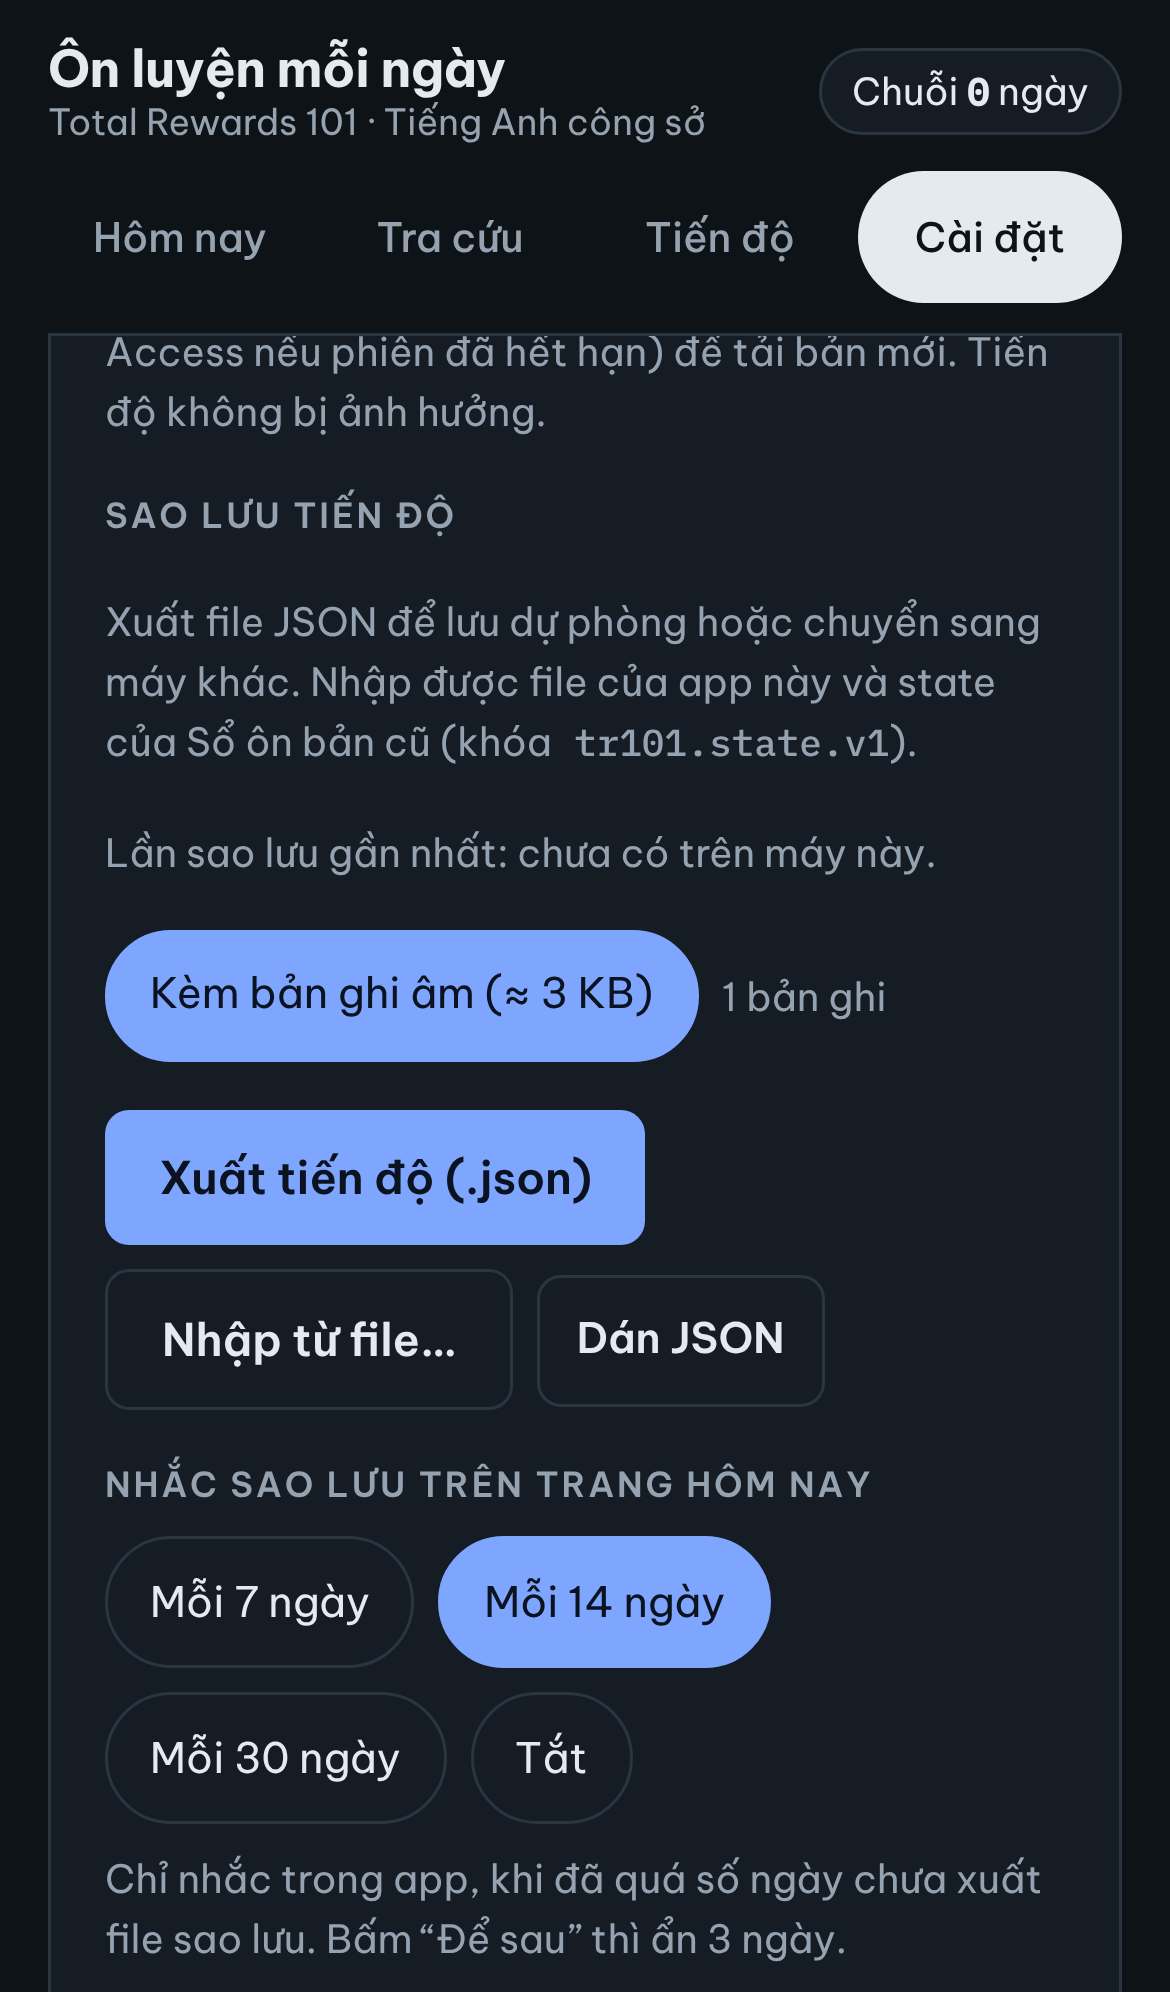 Ôn luyện mỗi ngày
Total Rewards 101 · Tiếng Anh công sở
Chuỗi 0 ngày
Hôm nay
Tra cứu
Tiến độ
Cài đặt
Access nếu phiên đã hết hạn) để tải bản mới. Tiến
độ không bị ảnh hưởng.
SAO LƯU TIẾN ĐỘ
Xuất file JSON để lưu dự phòng hoặc chuyển sang
máy khác. Nhập được file của app này và state
của Sổ ôn bản cũ (khóa tr101.state.v1).
Lần sao lưu gần nhất: chưa có trên máy này.
Kèm bản ghi âm (≈ 3 KB)
1 bản ghi
Xuất tiến độ (.json)
Nhập từ file...
Dán JSON
NHẮC SAO LƯU TRÊN TRANG HÔM NAY
Mỗi 7 ngày
Mỗi 14 ngày
Mỗi 30 ngày
Tắt
Chỉ nhắc trong app, khi đã quá số ngày chưa xuất
file sao lưu. Bấm “Để sau” thì ẩn 3 ngày.